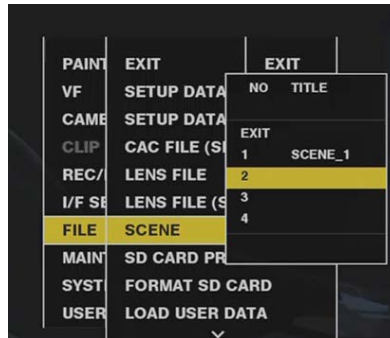 PAINT EXIT EXIT
VF SETUP DATA
CAME SETUP DATA
CLIP CAC FILE (S
REC/ LENS FILE
I/F SE LENS FILE (S
FILE SCENE
MAIN SD CARD PR
SYST FORMAT SD CARD
USER LOAD USER DATA
NO TITLE
EXIT
1 SCENE_1
2
3
4